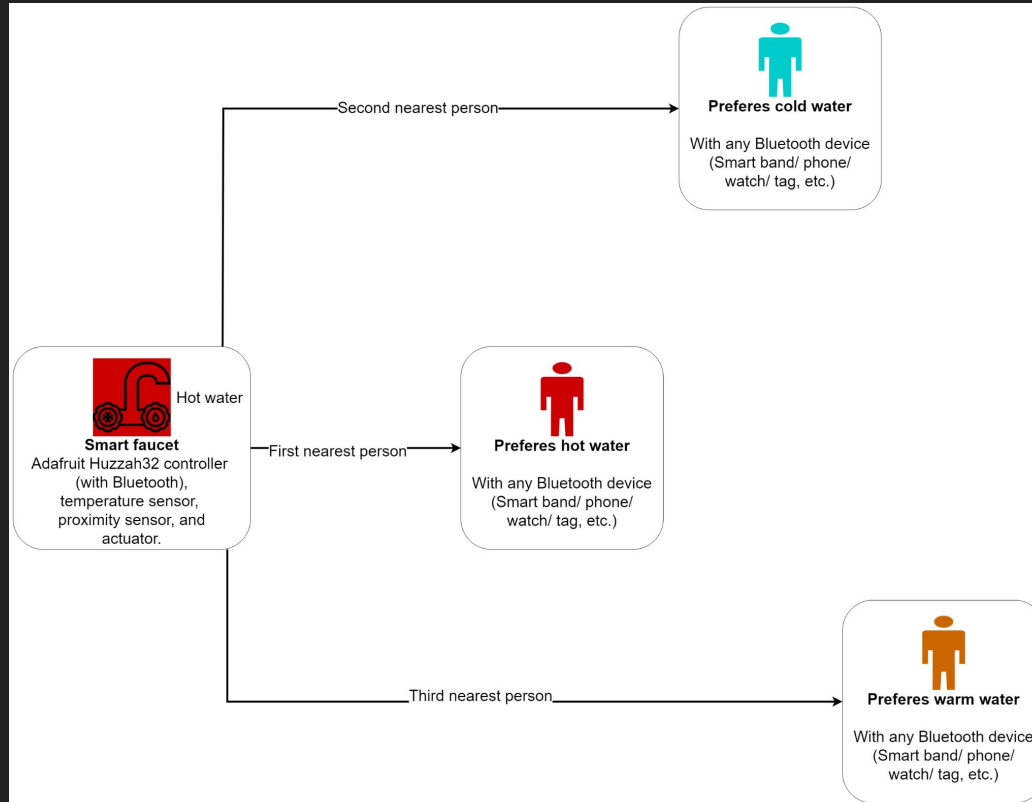 Second nearest person
Preferes cold water
With any Bluetooth device
(Smart band/ phone/
watch/ tag, etc.)
Hot water
Smart faucet
Adafruit Huzzah32 controller
(with Bluetooth),
temperature sensor,
proximity sensor, and
actuator.
First nearest person
Preferes hot water
With any Bluetooth device
(Smart band/ phone/
watch/ tag, etc.)
Third nearest person
Preferes warm water
With any Bluetooth device
(Smart band/ phone/
watch/ tag, etc.)